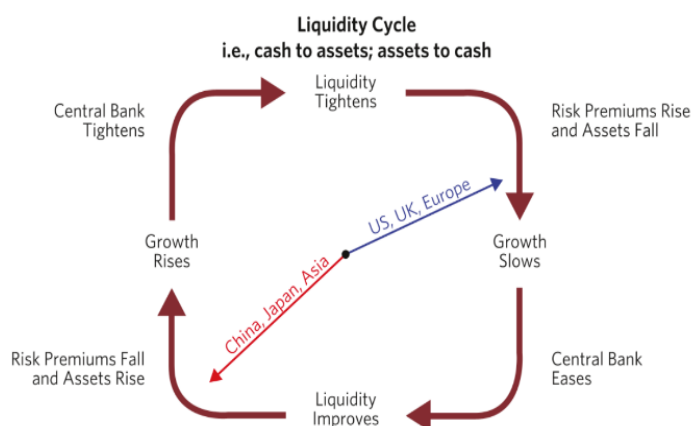 Liquidity Cycle
i.e., cash to assets; assets to cash
Liquidity
Tightens
Central Bank
Tightens
Risk Premiums Rise
and Assets Fall
US, UK, Europe
Growth
Rises
Growth
Slows
China, Japan, Asia
Risk Premiums Fall
and Assets Rise
Central Bank
Eases
Liquidity
Improves